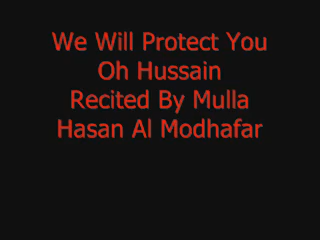 We Will Protect You
Oh Hussain
Recited By Mulla
Hasan Al Modhafar